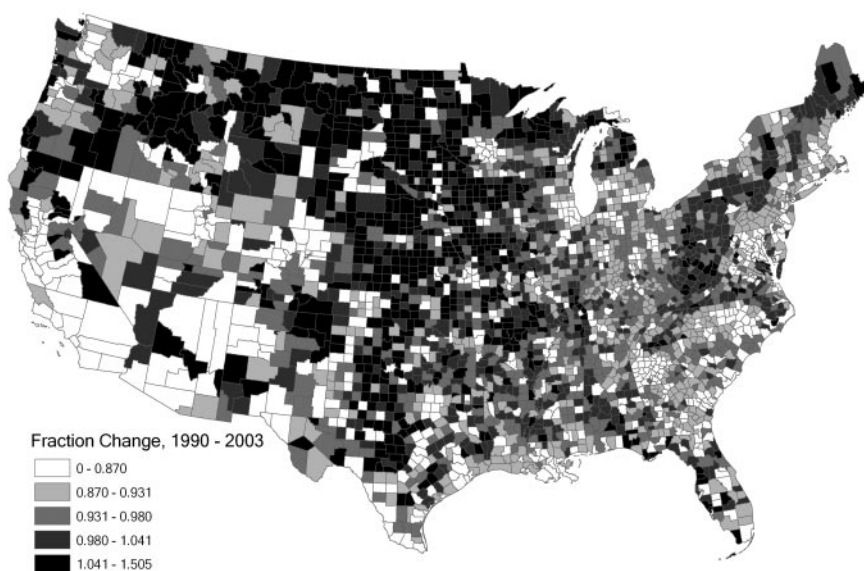 Fraction Change, 1990 - 2003
0 - 0.870
0.870 - 0.931
0.931 - 0.980
0.980 - 1.041
1.041 - 1.505